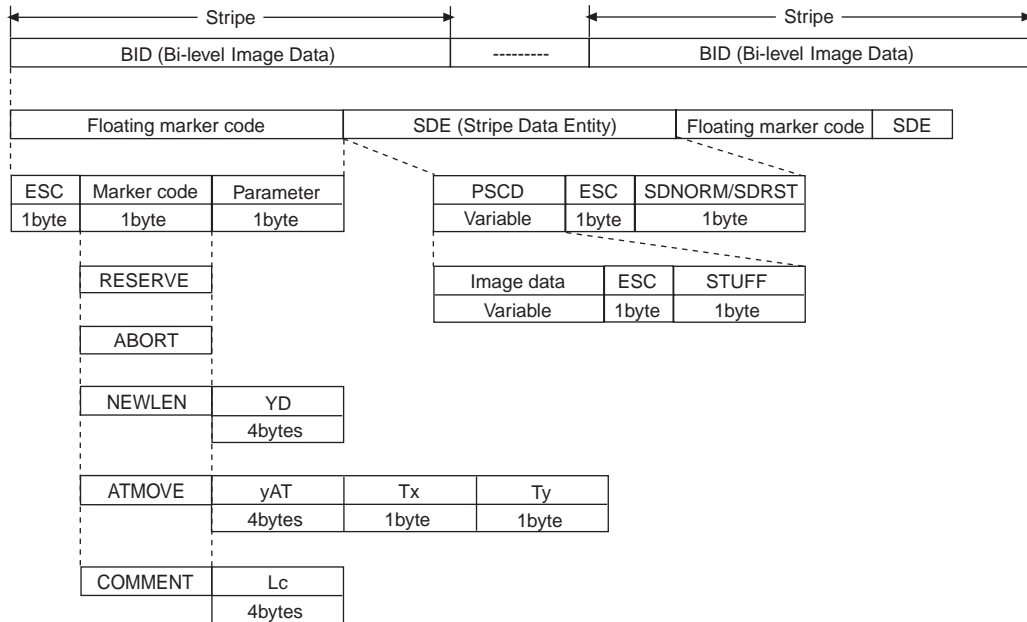 Stripe Stripe
BID (Bi-level Image Data) --------- BID (Bi-level Image Data)
Floating marker code SDE (Stripe Data Entity) Floating marker code SDE
ESC Marker code Parameter PSCD ESC SDNORM/SDRST
1byte 1byte 1byte Variable 1byte 1byte
RESERVE Image data ESC STUFF
Variable 1byte 1byte
ABORT
NEWLEN YD
4bytes
ATMOVE yAT Tx Ty
4bytes 1byte 1byte
COMMENT Lc
4bytes